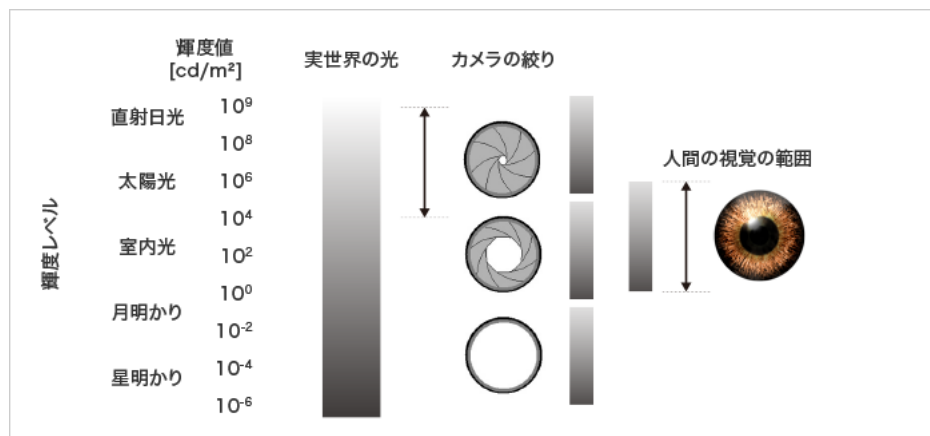 輝度値
[cd/m²]
実世界の光
カメラの絞り
人間の視覚の範囲
輝度レベル
直射日光
太陽光
室内光
月明かり
星明かり
10⁹
10⁸
10⁶
10⁴
10²
10⁰
10⁻²
10⁻⁴
10⁻⁶